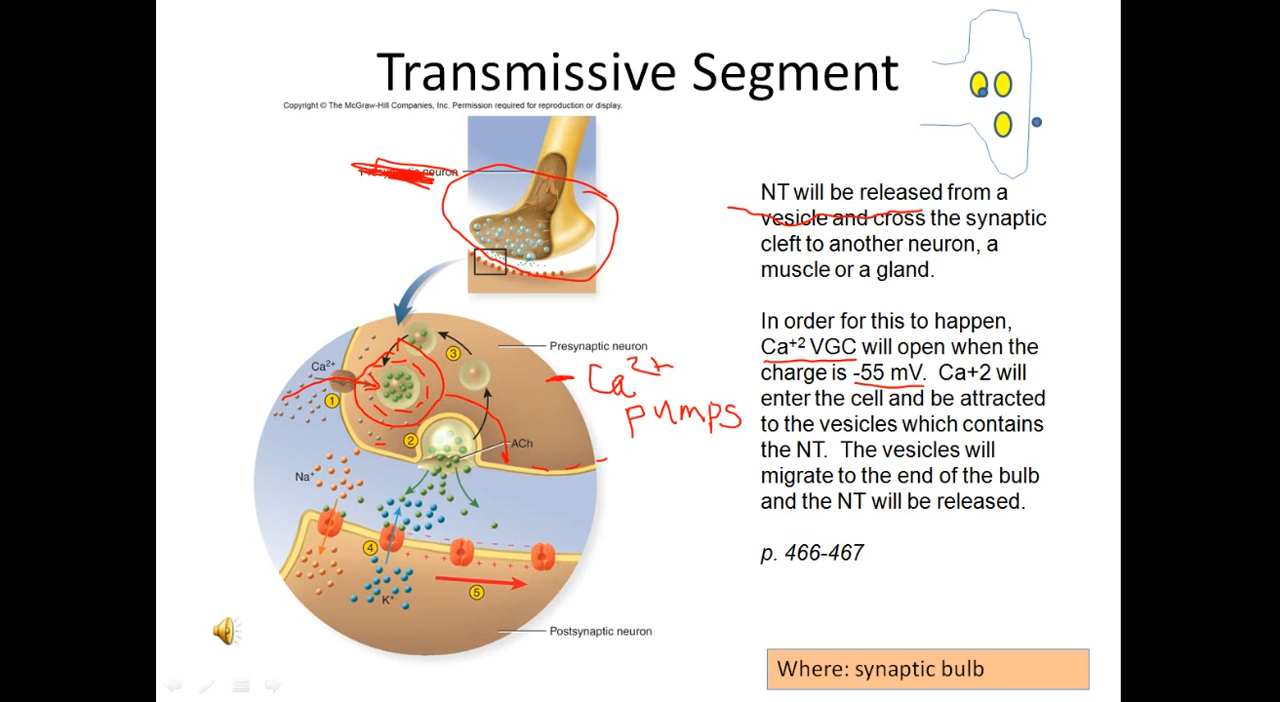 Transmissive Segment
Copyright © The McGraw-Hill Companies, Inc. Permission required for reproduction or display.
Presynaptic neuron
NT will be released from a
vesicle and cross the synaptic
cleft to another neuron, a
muscle or a gland.
In order for this to happen,
Ca+2 VGC will open when the
charge is -55 mV. Ca+2 will
enter the cell and be attracted
to the vesicles which contains
the NT. The vesicles will
migrate to the end of the bulb
and the NT will be released.
p. 466-467
Presynaptic neuron
Ca2+
3
1
Ca2+
pumps
2
ACh
Na+
4
5
K+
Postsynaptic neuron
Where: synaptic bulb